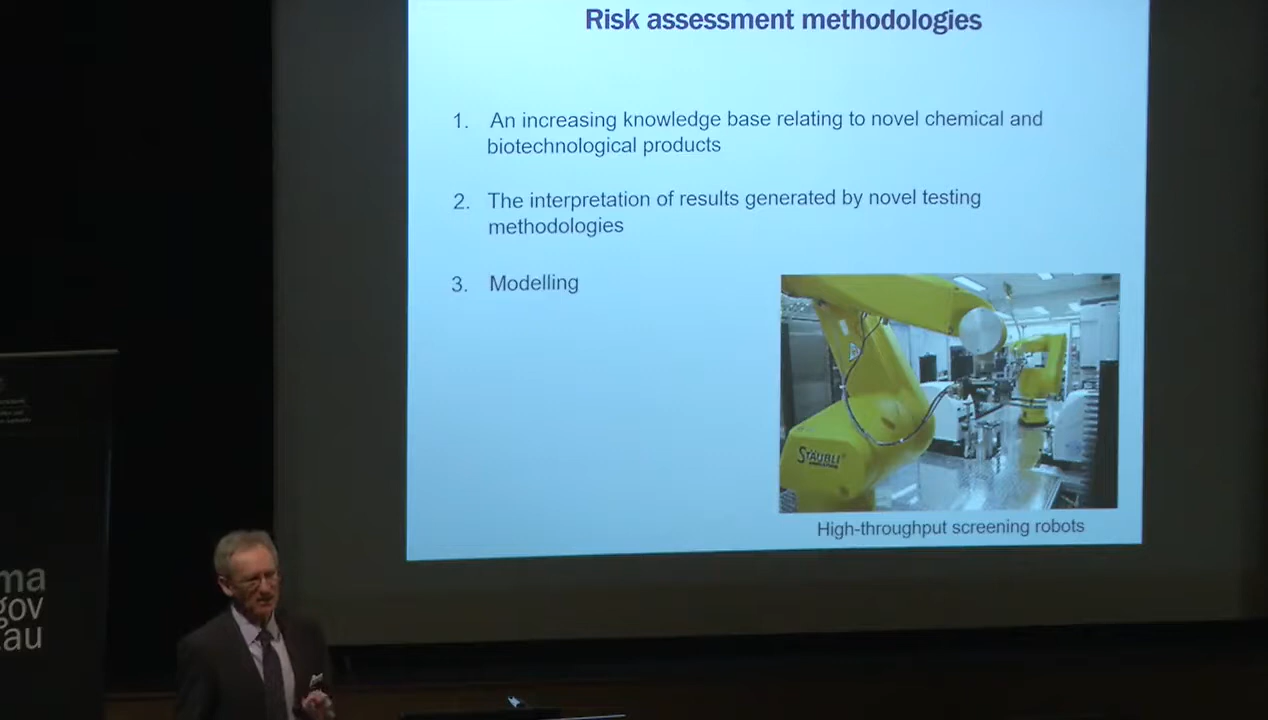 Risk assessment methodologies
1. An increasing knowledge base relating to novel chemical and
biotechnological products
2. The interpretation of results generated by novel testing
methodologies
3. Modelling
STÄUBLI
High-throughput screening robots
ma
gov
au